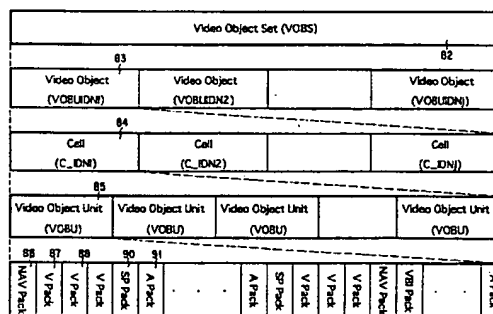 Video Object Set (VOBS)
83 82
Video Object Video Object Video Object
(VOBUIDN1) (VOBUIDN2) (VOBUIDNj)
84
Cell Cell Cell
(C_IDN1) (C_IDN2) (C_IDNj)
85
Video Object Unit Video Object Unit Video Object Unit Video Object Unit
(VOBU) (VOBU) (VOBU) (VOBU)
86 87 89 90 91
NAV Pack V Pack V Pack V Pack SP Pack A Pack . . . A Pack SP Pack V Pack V Pack V Pack NAV Pack VBI Pack . .